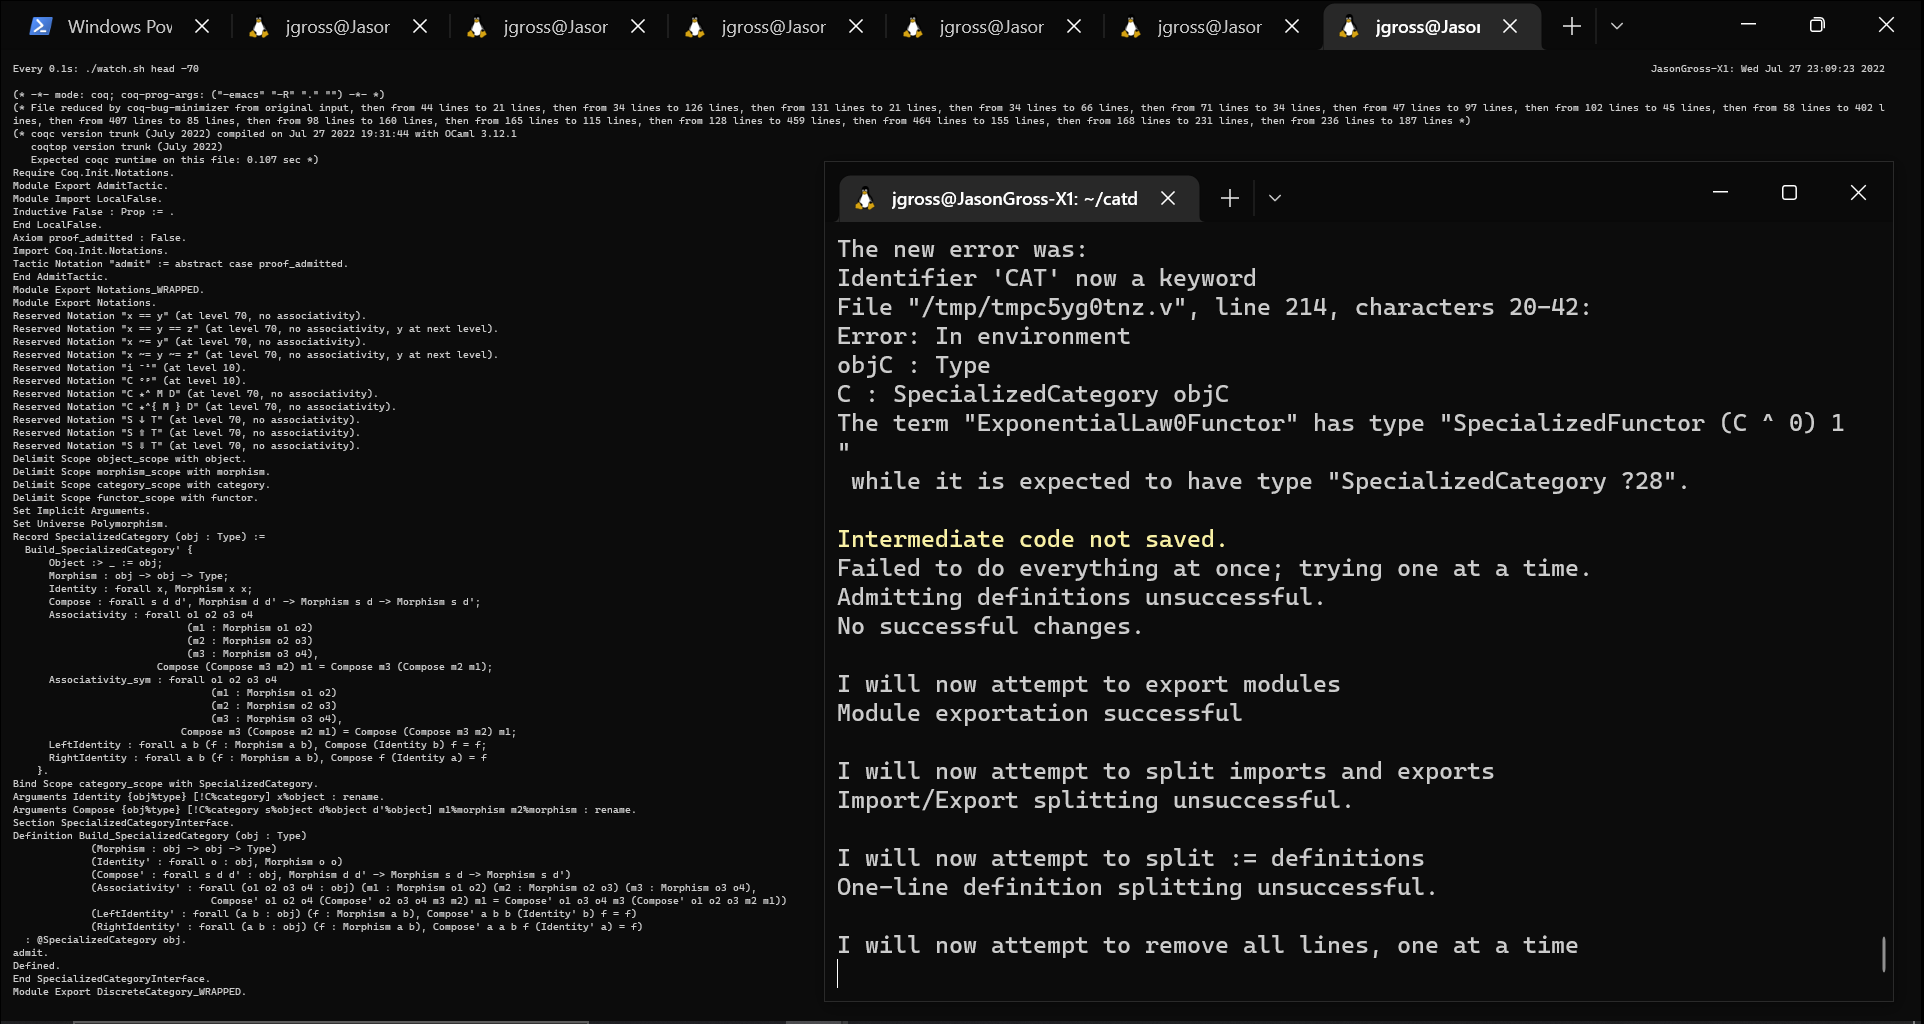 Windows Pov
jgross@Jasor
jgross@Jasor
jgross@Jasor
jgross@Jasor
jgross@Jasor
jgross@Jasor
Every 0.1s: ./watch.sh head -70
JasonGross-X1: Wed Jul 27 23:09:23 2022
(* -*- mode: coq; coq-prog-args: ("-emacs" "-R" "." "") -*- *)
(* File reduced by coq-bug-minimizer from original input, then from 44 lines to 21 lines, then from 34 lines to 126 lines, then from 131 lines to 21 lines, then from 34 lines to 66 lines, then from 71 lines to 34 lines, then from 47 lines to 97 lines, then from 102 lines to 45 lines, then from 58 lines to 402 l
ines, then from 407 lines to 85 lines, then from 98 lines to 160 lines, then from 165 lines to 115 lines, then from 128 lines to 459 lines, then from 464 lines to 155 lines, then from 168 lines to 231 lines, then from 236 lines to 187 lines *)
(* coqc version trunk (July 2022) compiled on Jul 27 2022 19:31:44 with OCaml 3.12.1
coqtop version trunk (July 2022)
Expected coqc runtime on this file: 0.107 sec *)
Require Coq.Init.Notations.
Module Export AdmitTactic.
Module Import LocalFalse.
Inductive False : Prop := .
End LocalFalse.
Axiom proof_admitted : False.
Import Coq.Init.Notations.
Tactic Notation "admit" := abstract case proof_admitted.
End AdmitTactic.
Module Export Notations_WRAPPED.
Module Export Notations.
Reserved Notation "x == y" (at level 70, no associativity).
Reserved Notation "x == y == z" (at level 70, no associativity, y at next level).
Reserved Notation "x ~= y" (at level 70, no associativity).
Reserved Notation "x ~= y ~= z" (at level 70, no associativity, y at next level).
Reserved Notation "i ⁻¹" (at level 10).
Reserved Notation "C ᵒᵖ" (at level 10).
Reserved Notation "C ★^ M D" (at level 70, no associativity).
Reserved Notation "C ★^{ M } D" (at level 70, no associativity).
Reserved Notation "S ↓ T" (at level 70, no associativity).
Reserved Notation "S ⇑ T" (at level 70, no associativity).
Reserved Notation "S ⇓ T" (at level 70, no associativity).
Delimit Scope object_scope with object.
Delimit Scope morphism_scope with morphism.
Delimit Scope category_scope with category.
Delimit Scope functor_scope with functor.
Set Implicit Arguments.
Set Universe Polymorphism.
Record SpecializedCategory (obj : Type) :=
Build_SpecializedCategory' {
Object :> _ := obj;
Morphism : obj -> obj -> Type;
Identity : forall x, Morphism x x;
Compose : forall s d d', Morphism d d' -> Morphism s d -> Morphism s d';
Associativity : forall o1 o2 o3 o4
(m1 : Morphism o1 o2)
(m2 : Morphism o2 o3)
(m3 : Morphism o3 o4),
Compose (Compose m3 m2) m1 = Compose m3 (Compose m2 m1);
Associativity_sym : forall o1 o2 o3 o4
(m1 : Morphism o1 o2)
(m2 : Morphism o2 o3)
(m3 : Morphism o3 o4),
Compose m3 (Compose m2 m1) = Compose (Compose m3 m2) m1;
LeftIdentity : forall a b (f : Morphism a b), Compose (Identity b) f = f;
RightIdentity : forall a b (f : Morphism a b), Compose f (Identity a) = f
}.
Bind Scope category_scope with SpecializedCategory.
Arguments Identity {obj%type} [!C%category] x%object : rename.
Arguments Compose {obj%type} [!C%category s%object d%object d'%object] m1%morphism m2%morphism : rename.
Section SpecializedCategoryInterface.
Definition Build_SpecializedCategory (obj : Type)
(Morphism : obj -> obj -> Type)
(Identity' : forall o : obj, Morphism o o)
(Compose' : forall s d d' : obj, Morphism d d' -> Morphism s d -> Morphism s d')
(Associativity' : forall (o1 o2 o3 o4 : obj) (m1 : Morphism o1 o2) (m2 : Morphism o2 o3) (m3 : Morphism o3 o4),
Compose' o1 o2 o4 (Compose' o2 o3 o4 m3 m2) m1 = Compose' o1 o3 o4 m3 (Compose' o1 o2 o3 m2 m1))
(LeftIdentity' : forall (a b : obj) (f : Morphism a b), Compose' a b b (Identity' b) f = f)
(RightIdentity' : forall (a b : obj) (f : Morphism a b), Compose' a a b f (Identity' a) = f)
: @SpecializedCategory obj.
admit.
Defined.
End SpecializedCategoryInterface.
Module Export DiscreteCategory_WRAPPED.
jgross@JasonGross-X1: ~/catd
The new error was:
Identifier 'CAT' now a keyword
File "/tmp/tmpc5yg0tnz.v", line 214, characters 20-42:
Error: In environment
objC : Type
C : SpecializedCategory objC
The term "ExponentialLaw0Functor" has type "SpecializedFunctor (C ^ 0) 1
"
while it is expected to have type "SpecializedCategory ?28".
Intermediate code not saved.
Failed to do everything at once; trying one at a time.
Admitting definitions unsuccessful.
No successful changes.
I will now attempt to export modules
Module exportation successful
I will now attempt to split imports and exports
Import/Export splitting unsuccessful.
I will now attempt to split := definitions
One-line definition splitting unsuccessful.
I will now attempt to remove all lines, one at a time